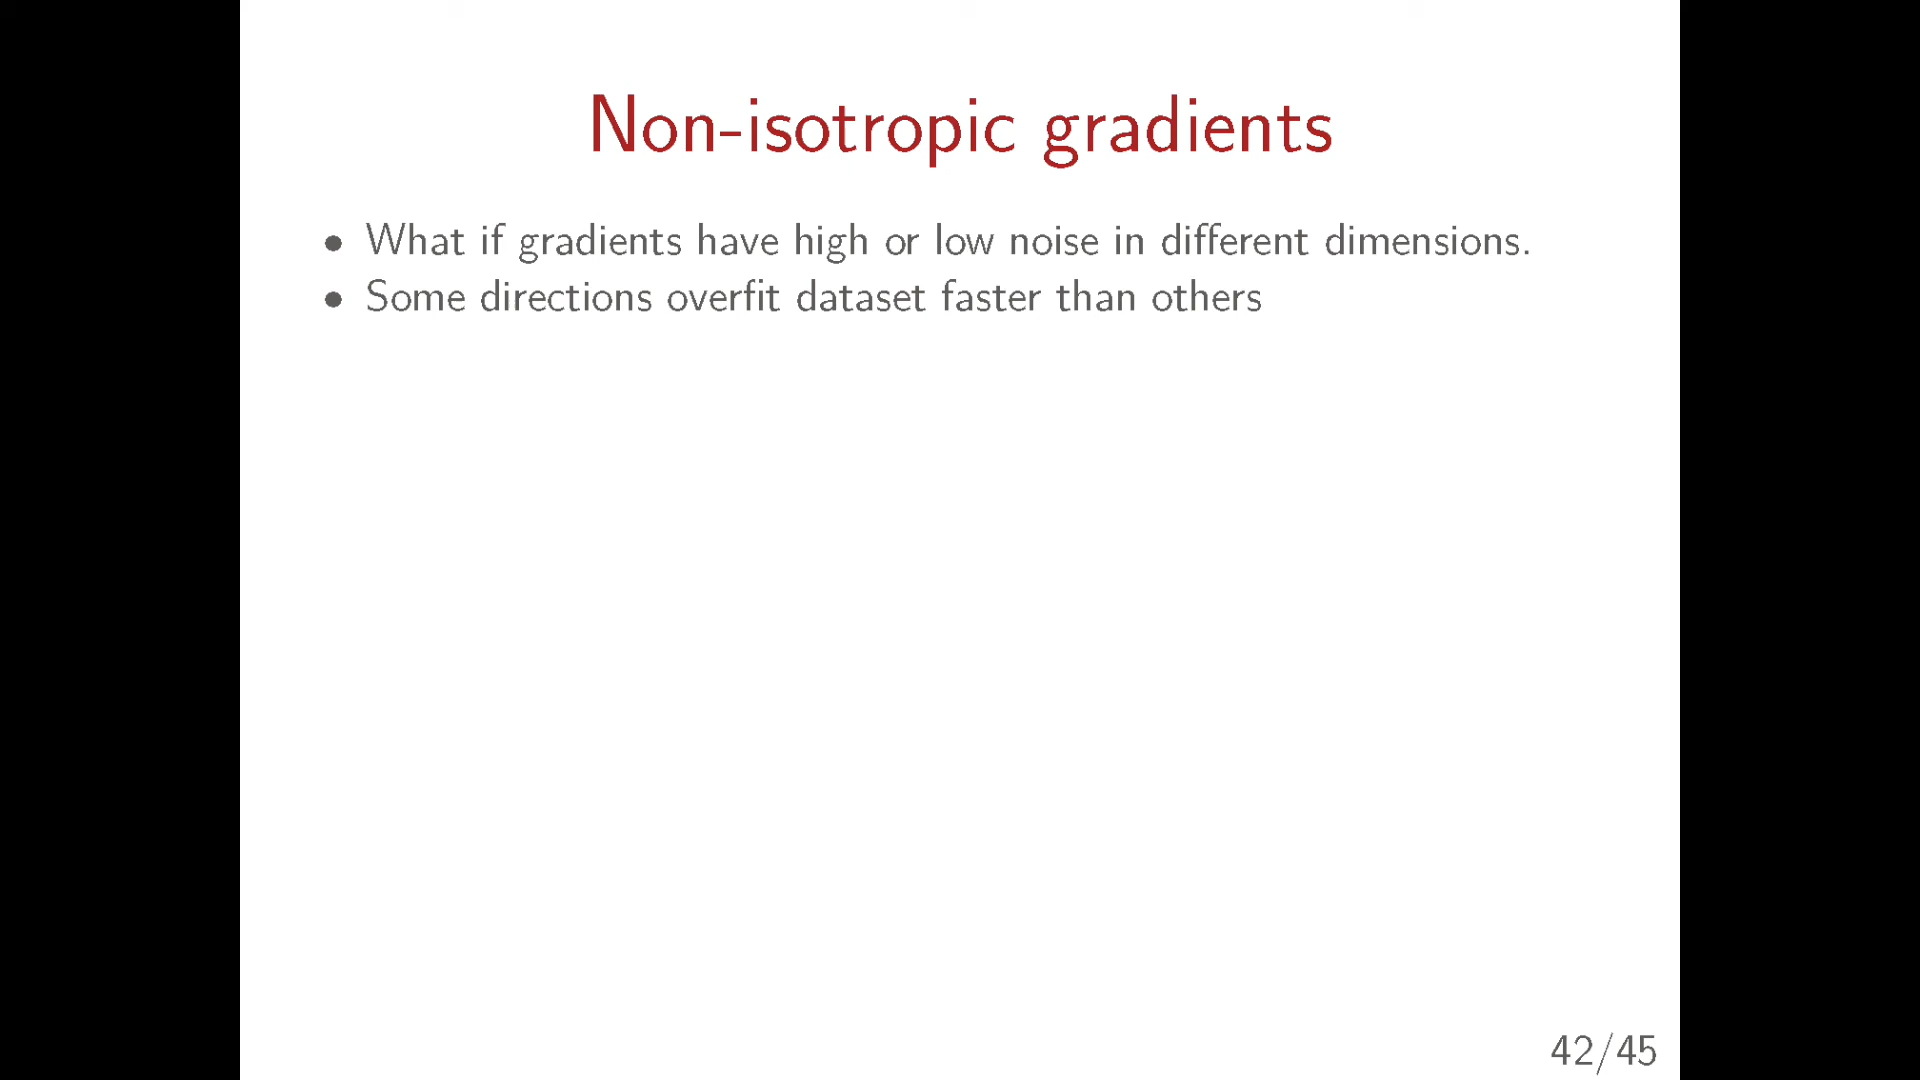 Non-isotropic gradients
• What if gradients have high or low noise in different dimensions.
• Some directions overfit dataset faster than others
42/45